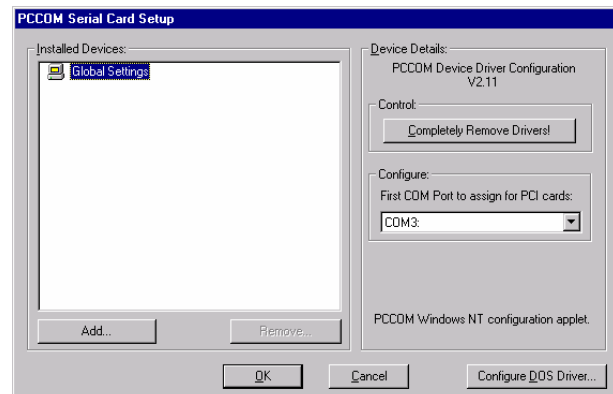 PCCOM Serial Card Setup
Installed Devices:
Global Settings
Add...
Remove...
Device Details:
PCCOM Device Driver Configuration
V2.11
Control:
Completely Remove Drivers!
Configure:
First COM Port to assign for PCI cards:
COM3:
PCCOM Windows NT configuration applet.
OK
Cancel
Configure DOS Driver...